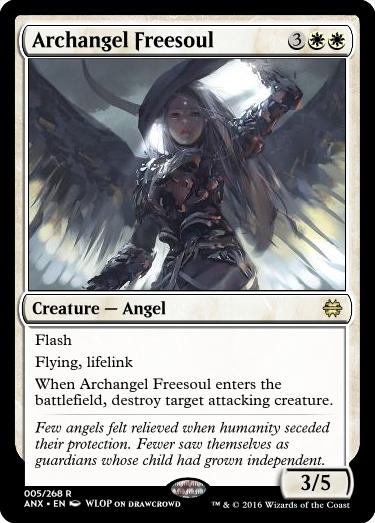 Archangel Freesoul 3
Creature — Angel
Flash
Flying, lifelink
When Archangel Freesoul enters the
battlefield, destroy target attacking creature.
Few angels felt relieved when humanity seceded
their protection. Fewer saw themselves as
guardians whose child had grown independent.
3/5
005/268 R
ANX • EN WLOP ON DRAWCROWD ™ & © 2016 Wizards of the Coast